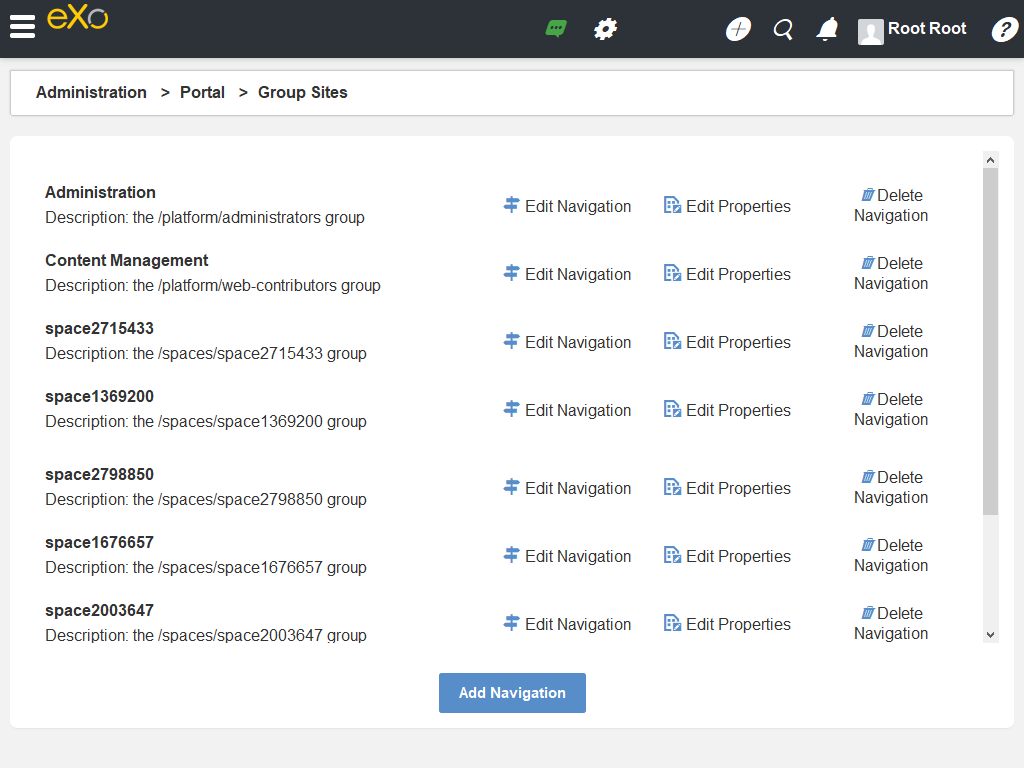 eXo
Root Root
?
Administration > Portal > Group Sites
Administration
Description: the /platform/administrators group
Edit Navigation
Edit Properties
Delete
Navigation
Content Management
Description: the /platform/web-contributors group
Edit Navigation
Edit Properties
Delete
Navigation
space2715433
Description: the /spaces/space2715433 group
Edit Navigation
Edit Properties
Delete
Navigation
space1369200
Description: the /spaces/space1369200 group
Edit Navigation
Edit Properties
Delete
Navigation
space2798850
Description: the /spaces/space2798850 group
Edit Navigation
Edit Properties
Delete
Navigation
space1676657
Description: the /spaces/space1676657 group
Edit Navigation
Edit Properties
Delete
Navigation
space2003647
Description: the /spaces/space2003647 group
Edit Navigation
Edit Properties
Delete
Navigation
Add Navigation